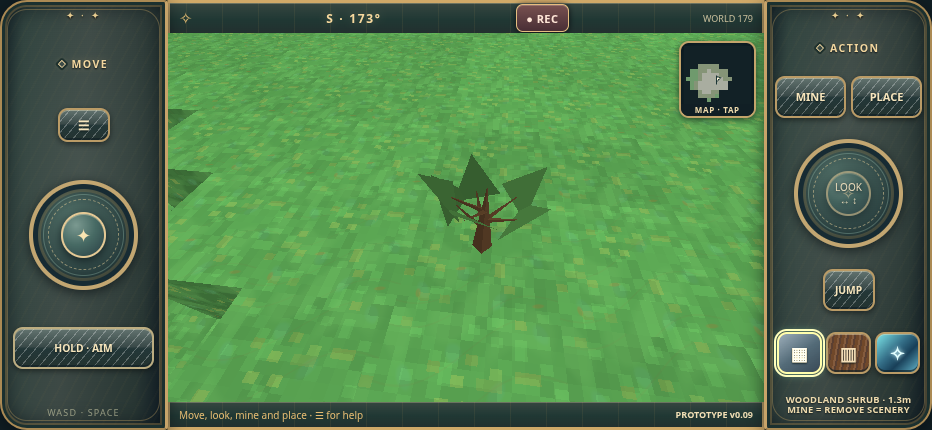 MOVE
HOLD · AIM
WASD · SPACE
S · 173°
● REC
WORLD 179
MAP · TAP
Move, look, mine and place · ☰ for help
PROTOTYPE v0.09
ACTION
MINE
PLACE
LOOK
JUMP
WOODLAND SHRUB · 1.3m
MINE = REMOVE SCENERY